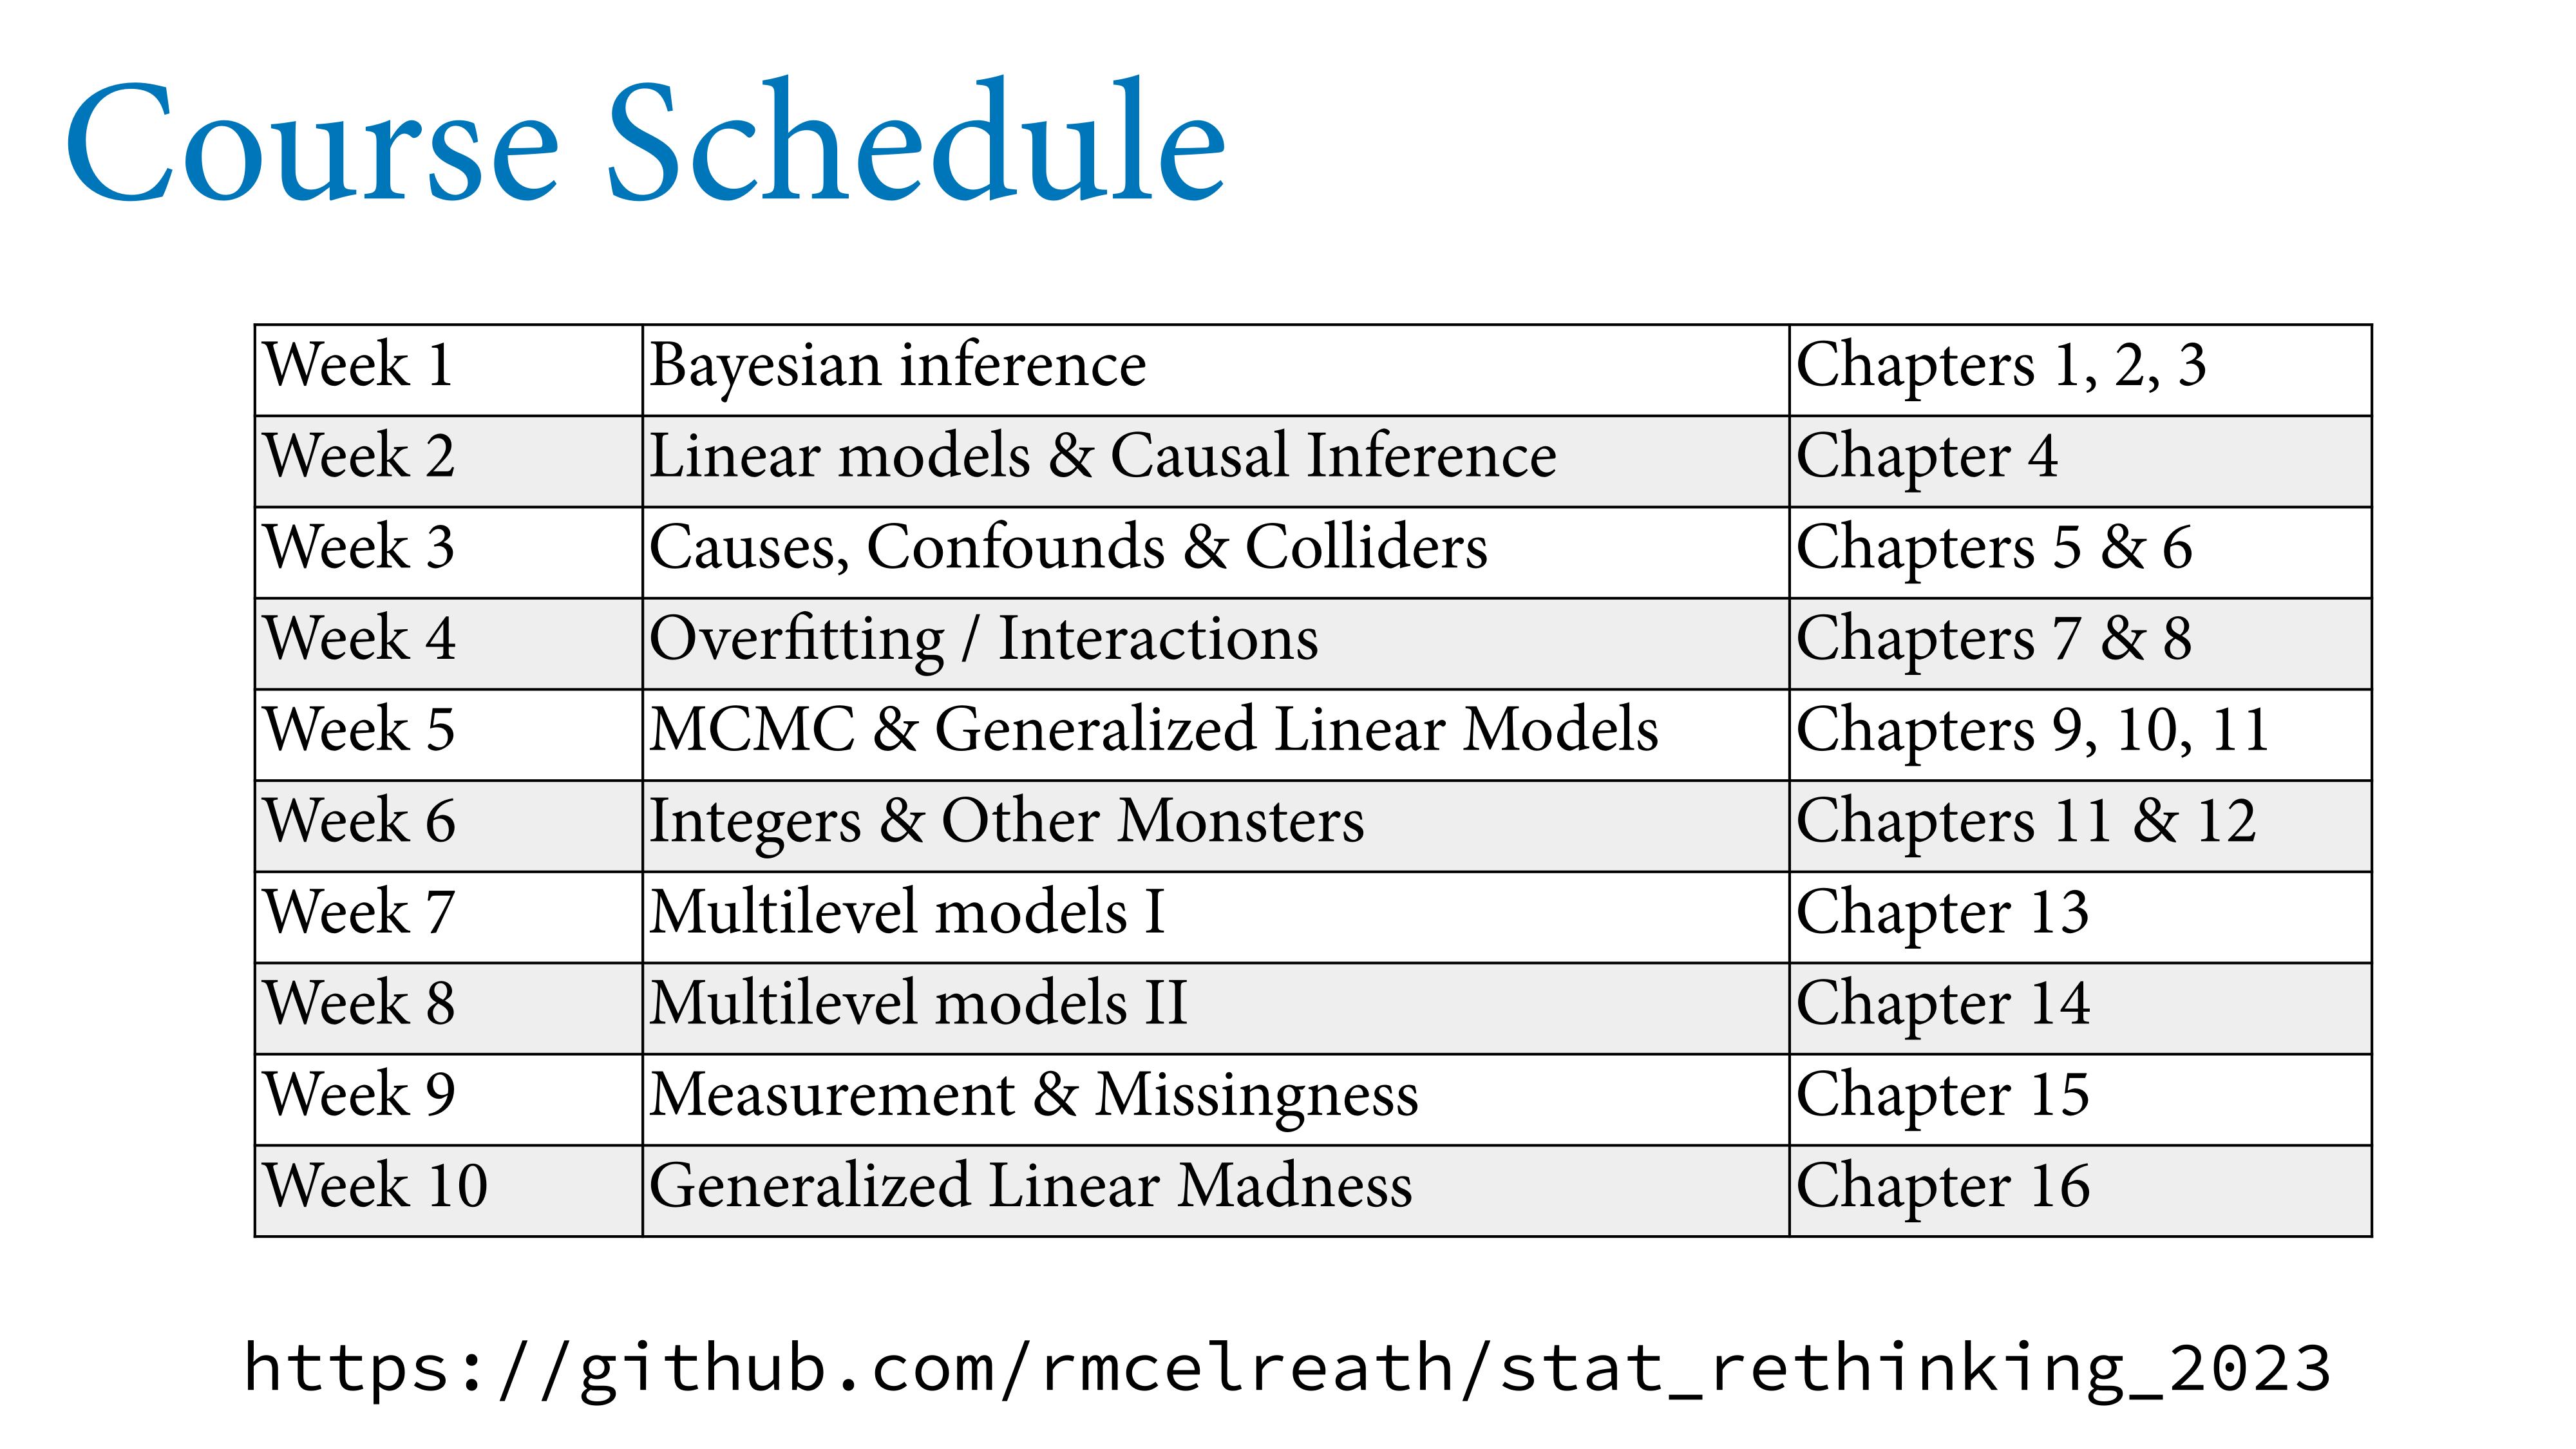 Course Schedule
Week 1 Bayesian inference Chapters 1, 2, 3
Week 2 Linear models & Causal Inference Chapter 4
Week 3 Causes, Confounds & Colliders Chapters 5 & 6
Week 4 Overfitting / Interactions Chapters 7 & 8
Week 5 MCMC & Generalized Linear Models Chapters 9, 10, 11
Week 6 Integers & Other Monsters Chapters 11 & 12
Week 7 Multilevel models I Chapter 13
Week 8 Multilevel models II Chapter 14
Week 9 Measurement & Missingness Chapter 15
Week 10 Generalized Linear Madness Chapter 16
https://github.com/rmcelreath/stat_rethinking_2023